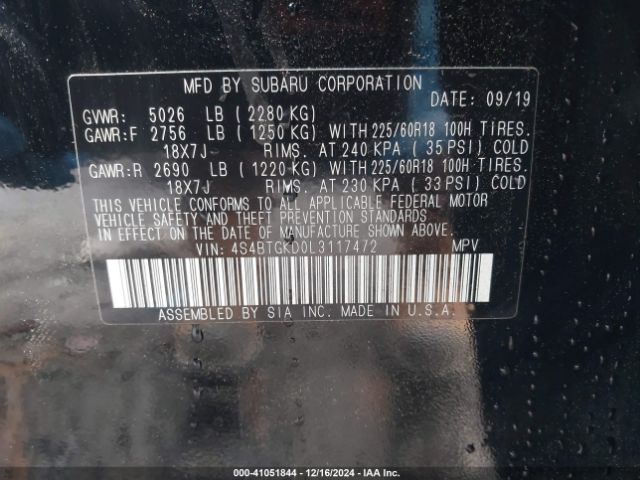 MFD BY SUBARU CORPORATION
DATE: 09/19
GVWR: 5026 LB (2280 KG)
GAWR:F 2756 LB (1250 KG) WITH 225/60R18 100H TIRES.
18X7J RIMS. AT 240 KPA (35 PSI) COLD
GAWR:R 2690 LB (1220 KG) WITH 225/60R18 100H TIRES.
18X7J RIMS. AT 230 KPA (33 PSI) COLD
THIS VEHICLE CONFORMS TO ALL APPLICABLE FEDERAL MOTOR
VEHICLE SAFETY AND THEFT PREVENTION STANDARDS
IN EFFECT ON THE DATE OF MANUFACTURE SHOWN ABOVE.
VIN: 4S4BTGKD0L3117472 MPV
ASSEMBLED BY SIA INC. MADE IN U.S.A.
000-41051844 - 12/16/2024 - IAA Inc.